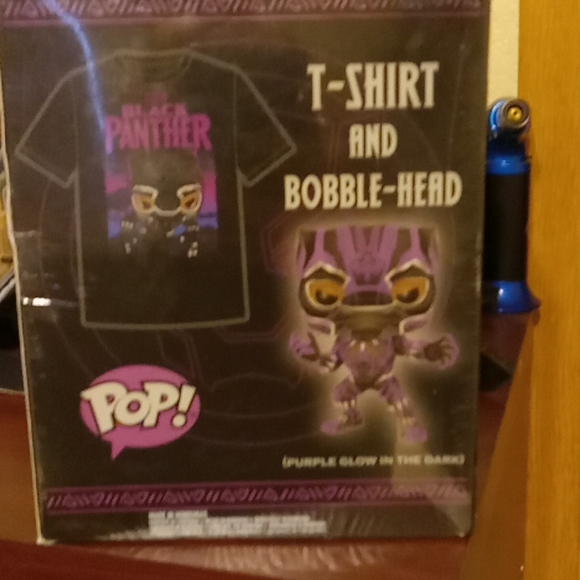 BLACK
PANTHER
T-SHIRT
AND
BOBBLE-HEAD
POP!
(PURPLE GLOW IN THE DARK)